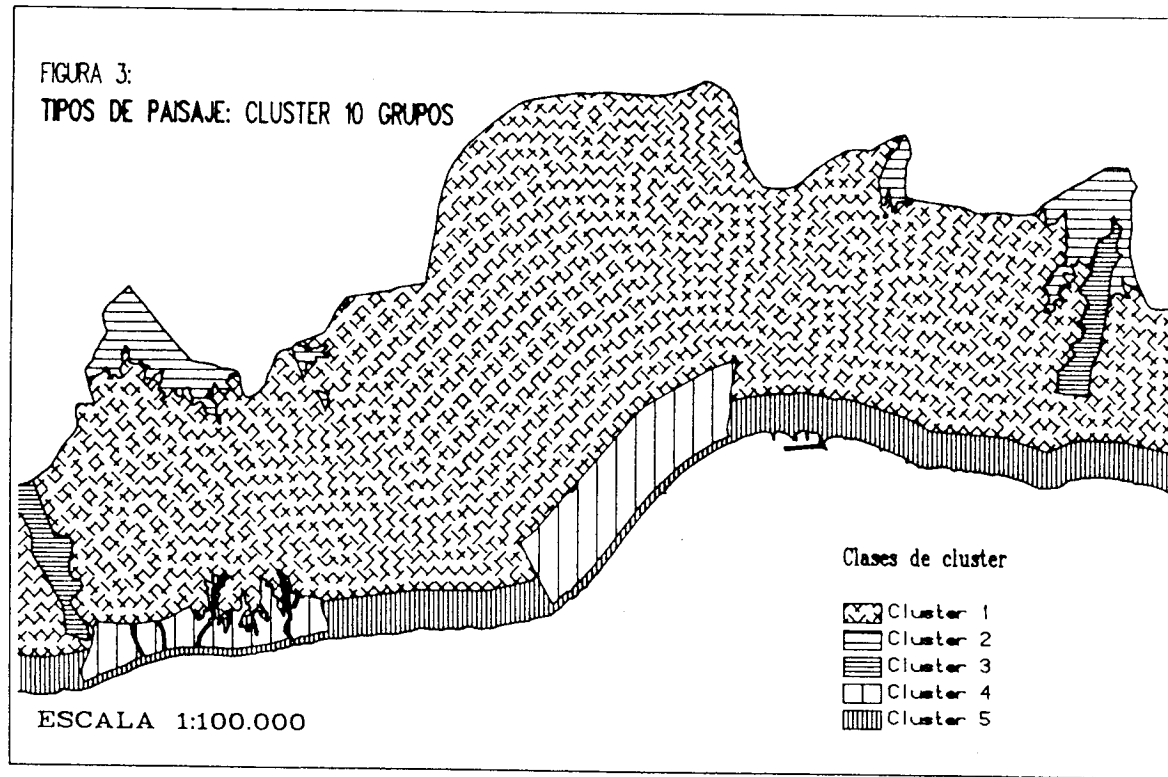 FIGURA 3:
TIPOS DE PAISAJE: CLUSTER 10 GRUPOS
Clases de cluster
Cluster 1
Cluster 2
Cluster 3
Cluster 4
Cluster 5
ESCALA 1:100.000